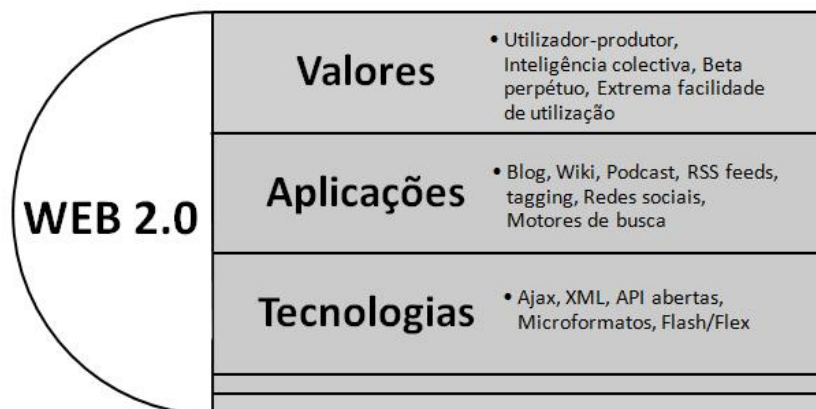 WEB 2.0
Valores
• Utilizador-produtor,
Inteligência colectiva, Beta
perpétuo, Extrema facilidade
de utilização
Aplicações
• Blog, Wiki, Podcast, RSS feeds,
tagging, Redes sociais,
Motores de busca
Tecnologias
• Ajax, XML, API abertas,
Microformatos, Flash/Flex